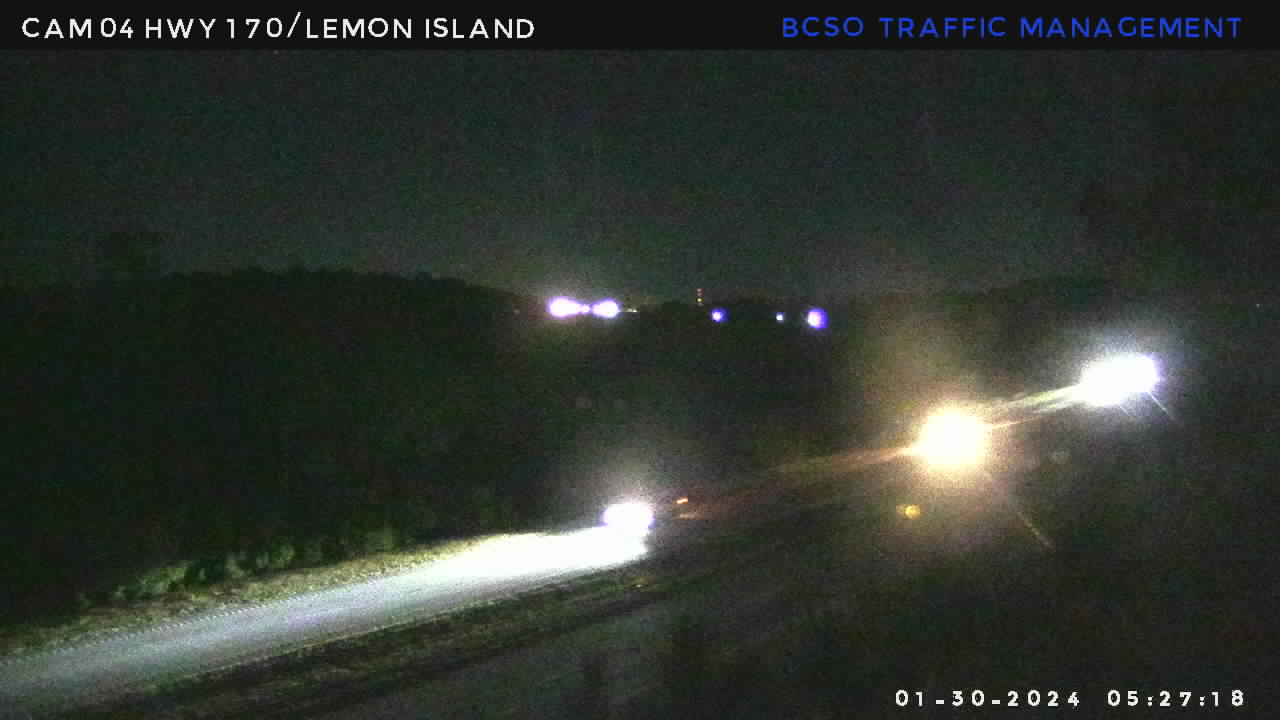 CAM04 HWY 170/LEMON ISLAND
BCSO TRAFFIC MANAGEMENT
01-30-2024 05:27:18